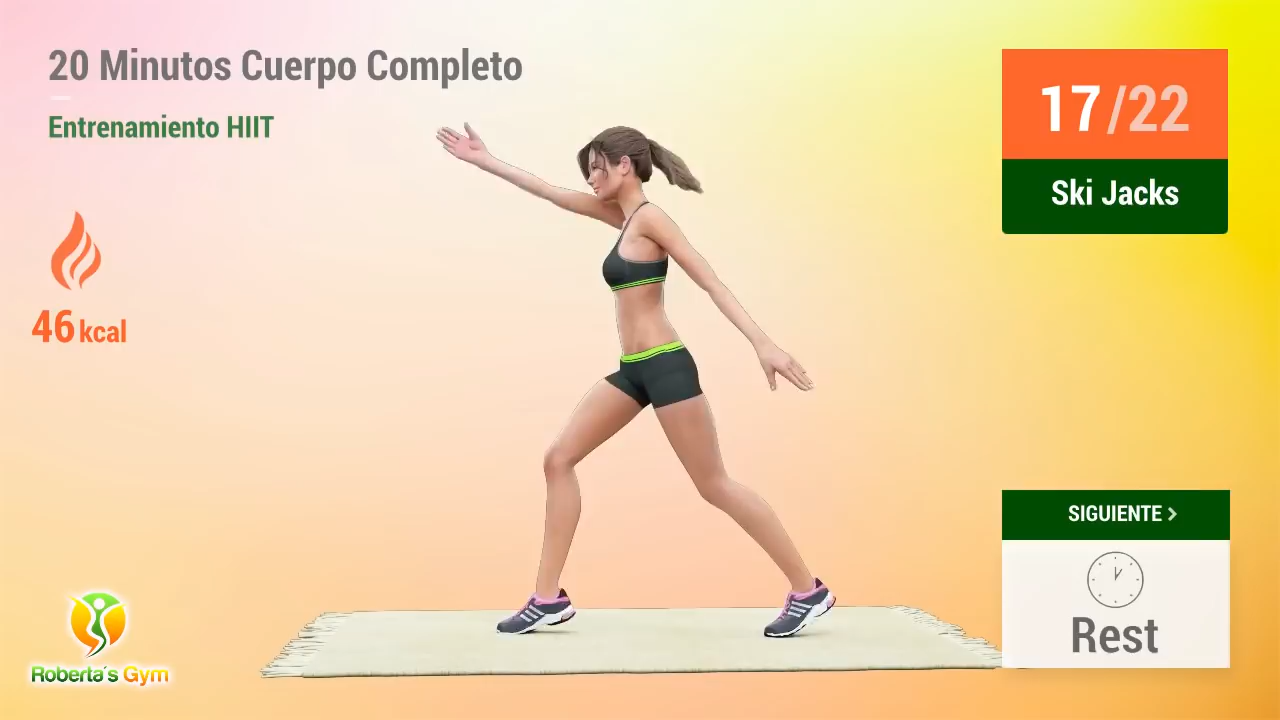 20 Minutos Cuerpo Completo
Entrenamiento HIIT
17/22
Ski Jacks
46 kcal
SIGUIENTE >
Rest
Roberta´s Gym